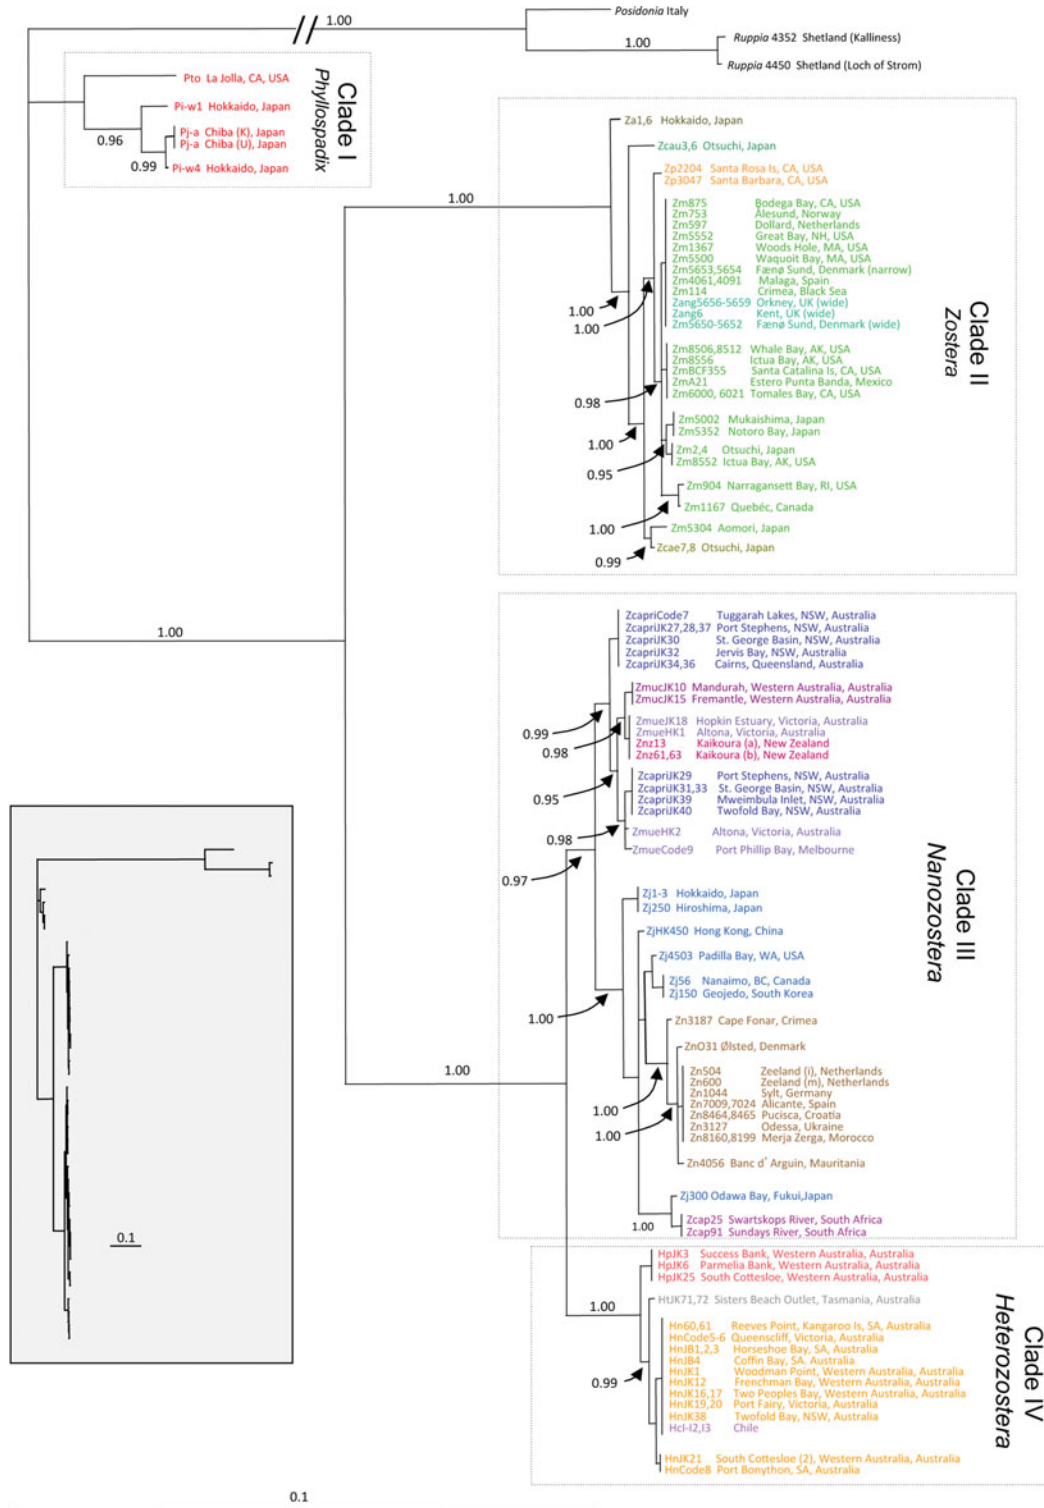 1.00
Posidonia Italy
1.00
Ruppia 4352 Shetland (Kalliness)
Ruppia 4450 Shetland (Loch of Strom)
Clade I
Phyllospadix
Pto La Jolla, CA, USA
Pi-w1 Hokkaido, Japan
0.96
Pj-a Chiba (K), Japan
Pj-a Chiba (U), Japan
0.99
Pi-w4 Hokkaido, Japan
1.00
Clade II
Zostera
Za1,6 Hokkaido, Japan
Zcau3,6 Otsuchi, Japan
Zp2204 Santa Rosa Is, CA, USA
Zp3047 Santa Barbara, CA, USA
Zm875 Bodega Bay, CA, USA
Zm753 Ålesund, Norway
Zm597 Dollard, Netherlands
Zm5552 Great Bay, NH, USA
Zm1367 Woods Hole, MA, USA
Zm5500 Waquoit Bay, MA, USA
Zm5653,5654 Fænø Sund, Denmark (narrow)
Zm4061,4091 Malaga, Spain
Zm114 Crimea, Black Sea
Zang5656-5659 Orkney, UK (wide)
Zang6 Kent, UK (wide)
Zm5650-5652 Fænø Sund, Denmark (wide)
1.00
1.00
Zm8506,8512 Whale Bay, AK, USA
Zm8556 Ictua Bay, AK, USA
ZmBCF355 Santa Catalina Is, CA, USA
ZmA21 Estero Punta Banda, Mexico
Zm6000, 6021 Tomales Bay, CA, USA
0.98
Zm5002 Mukaishima, Japan
Zm5352 Notoro Bay, Japan
1.00
Zm2,4 Otsuchi, Japan
Zm8552 Ictua Bay, AK, USA
0.95
Zm904 Narragansett Bay, RI, USA
Zm1167 Quebéc, Canada
1.00
Zm5304 Aomori, Japan
Zcae7,8 Otsuchi, Japan
0.99
1.00
Clade III
Nanozostera
ZcapriCode7 Tuggarah Lakes, NSW, Australia
ZcapriJK27,28,37 Port Stephens, NSW, Australia
ZcapriJK30 St. George Basin, NSW, Australia
ZcapriJK32 Jervis Bay, NSW, Australia
ZcapriJK34,36 Cairns, Queensland, Australia
ZmucJK10 Mandurah, Western Australia, Australia
ZmucJK15 Fremantle, Western Australia, Australia
ZmueJK18 Hopkin Estuary, Victoria, Australia
ZmueHK1 Altona, Victoria, Australia
Znz13 Kaikoura (a), New Zealand
Znz61,63 Kaikoura (b), New Zealand
0.99
0.98
ZcapriJK29 Port Stephens, NSW, Australia
ZcapriJK31,33 St. George Basin, NSW, Australia
ZcapriJK39 Mweimbula Inlet, NSW, Australia
ZcapriJK40 Twofold Bay, NSW, Australia
0.95
ZmueHK2 Altona, Victoria, Australia
ZmueCode9 Port Phillip Bay, Melbourne
0.98
0.97
Zj1-3 Hokkaido, Japan
Zj250 Hiroshima, Japan
ZjHK450 Hong Kong, China
Zj4503 Padilla Bay, WA, USA
Zj56 Nanaimo, BC, Canada
Zj150 Geojedo, South Korea
1.00
Zn3187 Cape Fonar, Crimea
ZnO31 Ølsted, Denmark
1.00
Zn504 Zeeland (i), Netherlands
Zn600 Zeeland (m), Netherlands
Zn1044 Sylt, Germany
Zn7009,7024 Alicante, Spain
Zn8464,8465 Pucisca, Croatia
Zn3127 Odessa, Ukraine
Zn8160,8199 Merja Zerga, Morocco
1.00
1.00
Zn4056 Banc d' Arguin, Mauritania
Zj300 Odawa Bay, Fukui,Japan
1.00
Zcap25 Swartskops River, South Africa
Zcap91 Sundays River, South Africa
0.1
Clade IV
Heterozostera
HpJK3 Success Bank, Western Australia, Australia
HpJK6 Parmelia Bank, Western Australia, Australia
HpJK25 South Cottesloe, Western Australia, Australia
1.00
HtJK71,72 Sisters Beach Outlet, Tasmania, Australia
Hn60,61 Reeves Point, Kangaroo Is, SA, Australia
HnCode5-6 Queenscliff, Victoria, Australia
HnJB1,2,3 Horseshoe Bay, SA, Australia
HnJB4 Coffin Bay, SA. Australia
HnJK1 Woodman Point, Western Australia, Australia
HnJK12 Frenchman Bay, Western Australia, Australia
HnJK16,17 Two Peoples Bay, Western Australia, Australia
HnJK19,20 Port Fairy, Victoria, Australia
HnJK38 Twofold Bay, NSW, Australia
Hcl-I2,I3 Chile
0.99
HnJK21 South Cottesloe (2), Western Australia, Australia
HnCode8 Port Bonython, SA, Australia
0.1